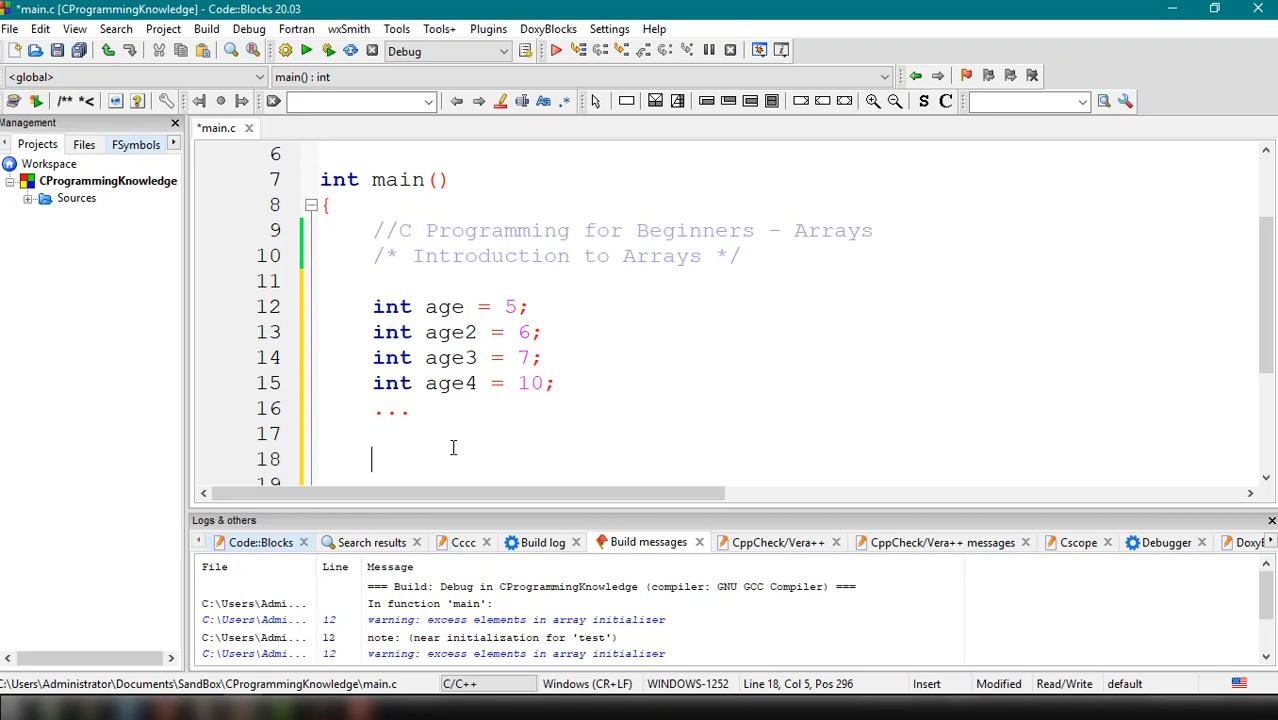 *main.c [CProgrammingKnowledge] - Code::Blocks 20.03
File Edit View Search Project Build Debug Fortran wxSmith Tools Tools+ Plugins DoxyBlocks Settings Help
Debug
<global> main() : int
/** *<
S C
Management
Projects Files FSymbols
Workspace
CProgrammingKnowledge
Sources
*main.c
6
7 int main()
8 {
9 //C Programming for Beginners - Arrays
10 /* Introduction to Arrays */
11
12 int age = 5;
13 int age2 = 6;
14 int age3 = 7;
15 int age4 = 10;
16 ...
17
18
19
Logs & others
Code::Blocks Search results Cccc Build log Build messages CppCheck/Vera++ CppCheck/Vera++ messages Cscope Debugger
File Line Message
=== Build: Debug in CProgrammingKnowledge (compiler: GNU GCC Compiler) ===
C:\Users\Admi... In function 'main':
C:\Users\Admi... 12 warning: excess elements in array initializer
C:\Users\Admi... 12 note: (near initialization for 'test')
C:\Users\Admi... 12 warning: excess elements in array initializer
C:\Users\Administrator\Documents\SandBox\CProgrammingKnowledge\main.c C/C++ Windows (CR+LF) WINDOWS-1252 Line 18, Col 5, Pos 296 Insert Modified Read/Write default